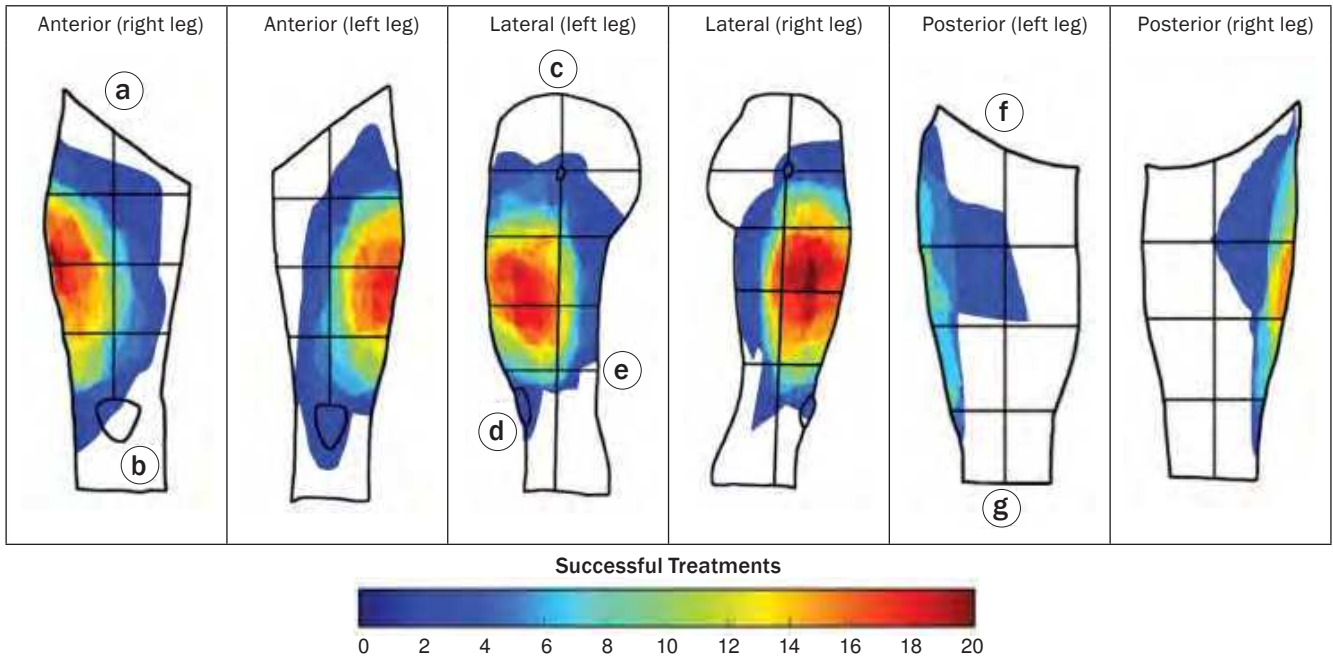 Anterior (right leg)
Anterior (left leg)
Lateral (left leg)
Lateral (right leg)
Posterior (left leg)
Posterior (right leg)
a
b
c
d
e
f
g
Successful Treatments
0 2 4 6 8 10 12 14 16 18 20